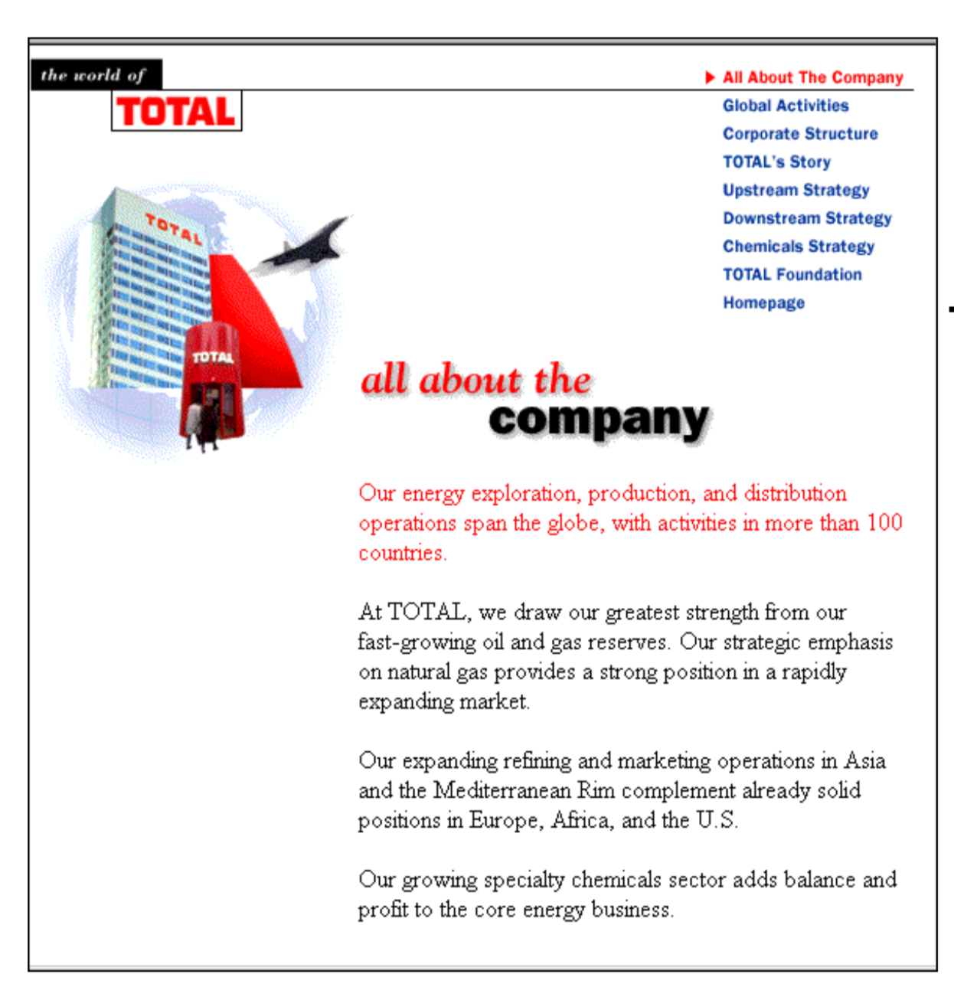 the world of
TOTAL
All About The Company
Global Activities
Corporate Structure
TOTAL's Story
Upstream Strategy
Downstream Strategy
Chemicals Strategy
TOTAL Foundation
Homepage
TOTAL
TOTAL
all about the
company
Our energy exploration, production, and distribution
operations span the globe, with activities in more than 100
countries.
At TOTAL, we draw our greatest strength from our
fast-growing oil and gas reserves. Our strategic emphasis
on natural gas provides a strong position in a rapidly
expanding market.
Our expanding refining and marketing operations in Asia
and the Mediterranean Rim complement already solid
positions in Europe, Africa, and the U.S.
Our growing specialty chemicals sector adds balance and
profit to the core energy business.